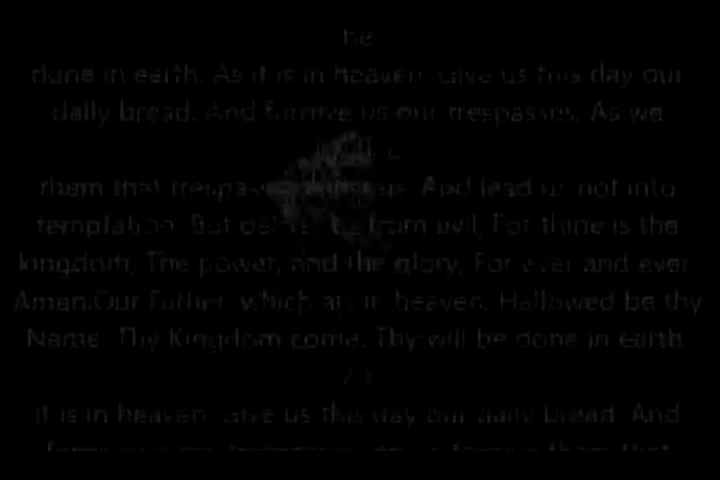 be
done in earth. As it is in heaven. Give us this day our
daily bread. And forgive us our trespasses. As we
them that trespass us. And lead us not into
temptation. But deliver us from evil. For thine is the
kingdom, The power, and the glory, For ever and ever
Amen.Our Father, which art in heaven, Hallowed be thy
Name. Thy Kingdom come. Thy will be done in earth.
As
it is in heaven. Give us this day our daily bread. And
them that